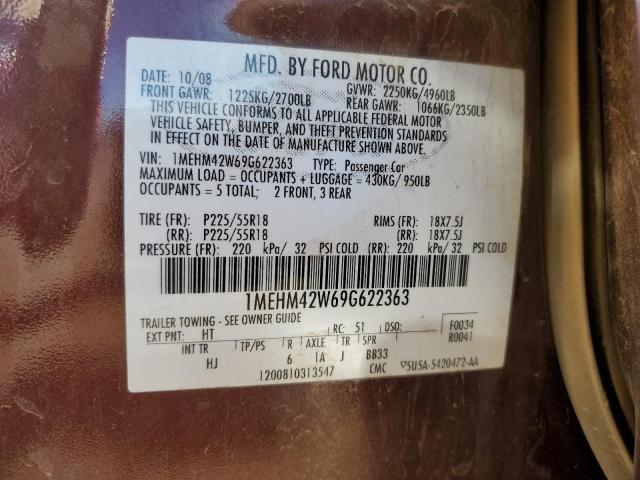 MFD. BY FORD MOTOR CO.
DATE: 10/08 GVWR: 2250KG/4960LB
FRONT GAWR: 1225KG/2700LB REAR GAWR: 1066KG/2350LB
THIS VEHICLE CONFORMS TO ALL APPLICABLE FEDERAL MOTOR
VEHICLE SAFETY, BUMPER, AND THEFT PREVENTION STANDARDS
IN EFFECT ON THE DATE OF MANUFACTURE SHOWN ABOVE.
VIN: 1MEHM42W69G622363 TYPE: Passenger Car
MAXIMUM LOAD = OCCUPANTS + LUGGAGE = 430KG/950LB
OCCUPANTS = 5 TOTAL; 2 FRONT, 3 REAR
TIRE (FR): P225/55R18 RIMS (FR): 18X7.5J
(RR): P225/55R18 (RR): 18X7.5J
PRESSURE (FR): 220 kPa/ 32 PSI COLD (RR): 220 kPa/ 32 PSI COLD
1MEHM42W69G622363
TRAILER TOWING - SEE OWNER GUIDE
EXT PNT: HT RC: 51 DSO: F0034
R0041
INT TR TP/PS R AXLE TR SPR
HJ 6 1A J BB33
1200810313547 CMC ▽5USA-5420472-AA